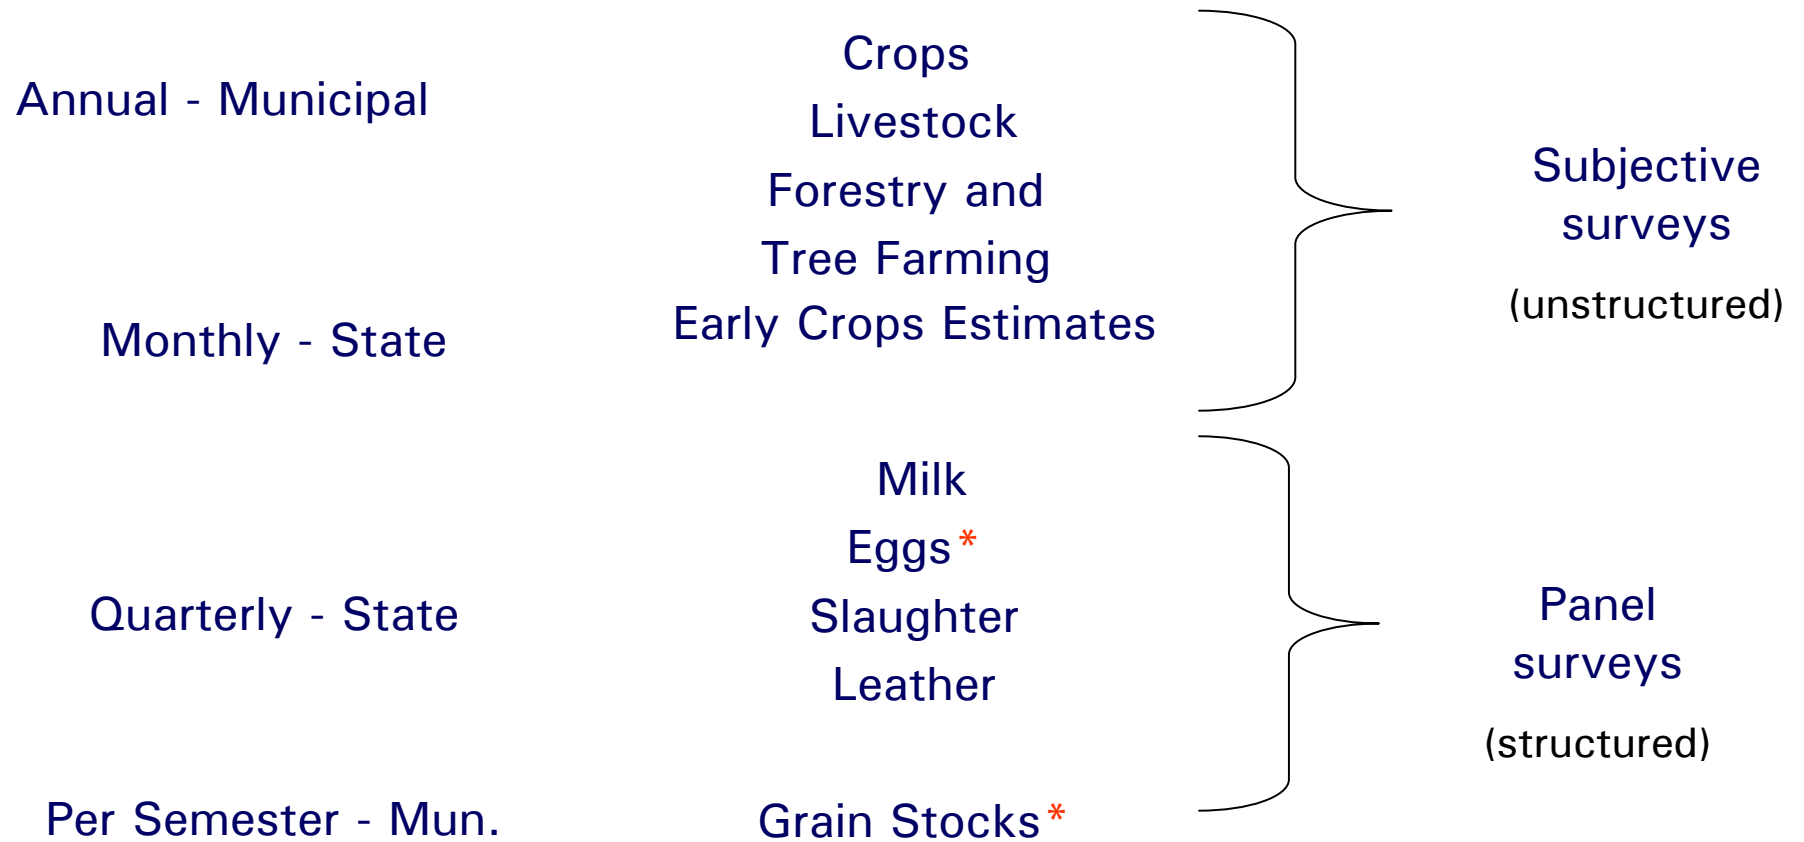 Crops
Annual - Municipal
Livestock
Forestry and
Tree Farming
Monthly - State
Early Crops Estimates
Subjective
surveys
(unstructured)
Milk
Eggs*
Quarterly - State
Slaughter
Leather
Panel
surveys
(structured)
Per Semester - Mun.
Grain Stocks*